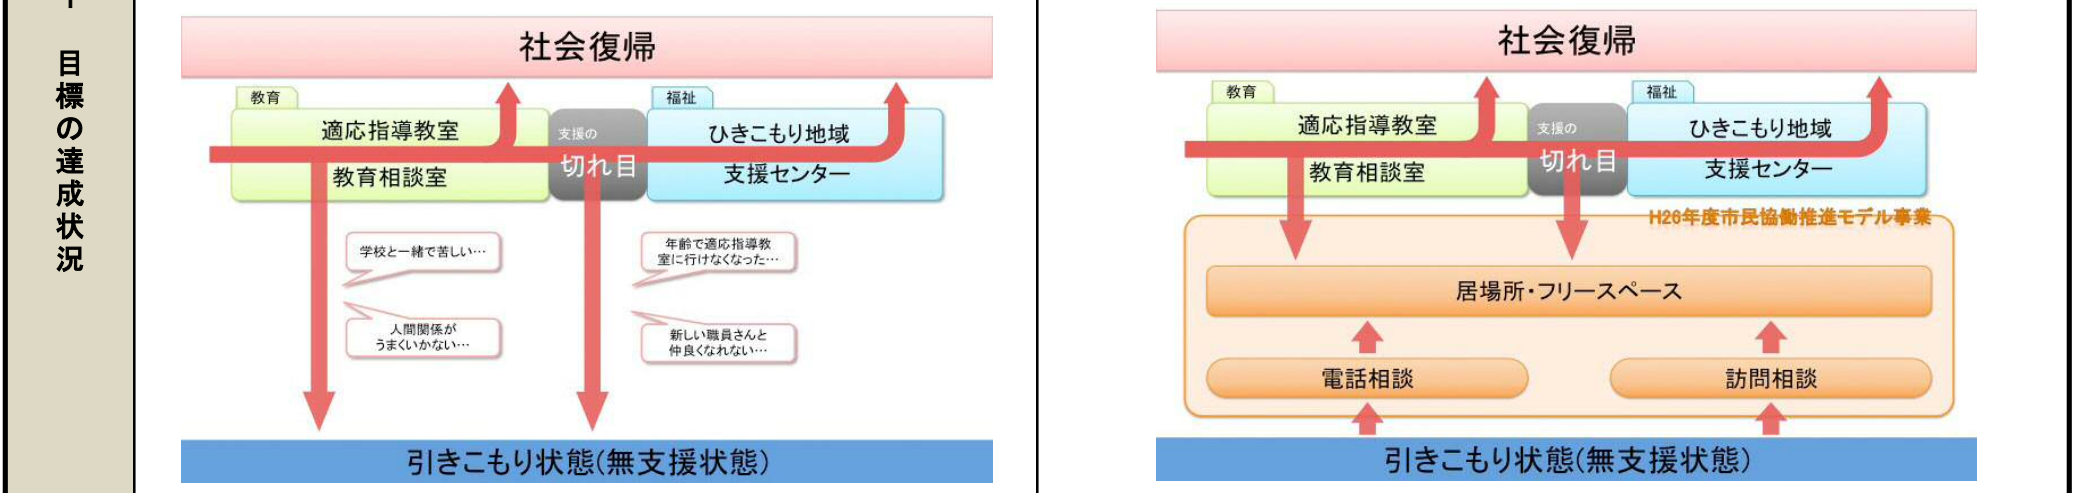 目標の達成状況
社会復帰
教育
適応指導教室
教育相談室
支援の
切れ目
福祉
ひきこもり地域
支援センター
学校と一緒で苦しい…
人間関係が
うまくいかない…
年齢で適応指導教
室に行けなくなった…
新しい職員さんと
仲良くなれない…
引きこもり状態(無支援状態)
社会復帰
教育
適応指導教室
教育相談室
支援の
切れ目
福祉
ひきこもり地域
支援センター
H26年度市民協働推進モデル事業
居場所・フリースペース
電話相談
訪問相談
引きこもり状態(無支援状態)